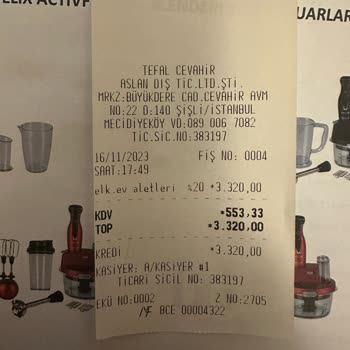 ELIX ACTIVF
LENDER
UARLAR
TEFAL CEVAHİR
ASLAN DIŞ TİC.LTD.ŞTİ.
MRKZ:BÜYÜKDERE CAD.CEVAHİR AVM
NO:22 D:140 ŞİŞLİ/İSTANBUL
MECİDİYEKÖY VD:089 006 7082
TİC.SİC.NO:383197
16/11/2023 FİŞ NO: 0004
SAAT:17:49
elk.ev aletleri %20 *3.320,00
KDV *553,33
TOP *3.320,00
KREDİ *3.320,00
KASİYER: A/KASİYER #1
TİCARİ SİCİL NO: 383197
EKÜ NO:0002 Z NO:2705
MF BCE 00004322